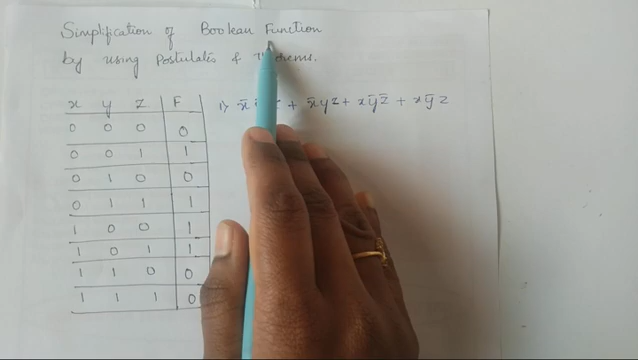 Simplification of Boolean Function
by using Postulates & Theorems.
x y z F
0 0 0 0
0 0 1 1
0 1 0 0
0 1 1 1
1 0 0 1
1 0 1 1
1 1 0 0
1 1 1 0
1) x̄ z + x̄yz + xȳz̄ + xȳz